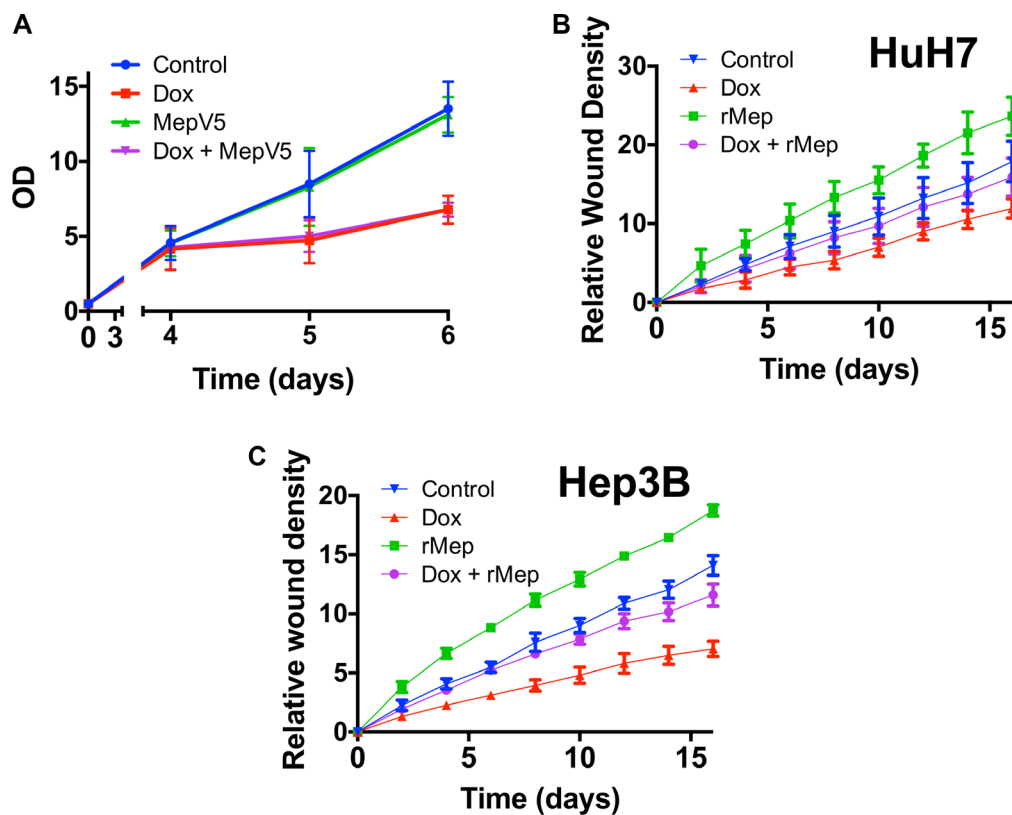 A
Control
Dox
MepV5
Dox + MepV5
OD
15
10
5
0
0 3 4 5 6
Time (days)
B
HuH7
Control
Dox
rMep
Dox + rMep
Relative Wound Density
30
20
10
0
0 5 10 15
Time (days)
C
Hep3B
Control
Dox
rMep
Dox + rMep
Relative wound density
20
15
10
5
0
0 5 10 15
Time (days)